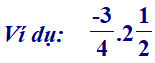 Ví dụ: -3/4 . 2 1/2